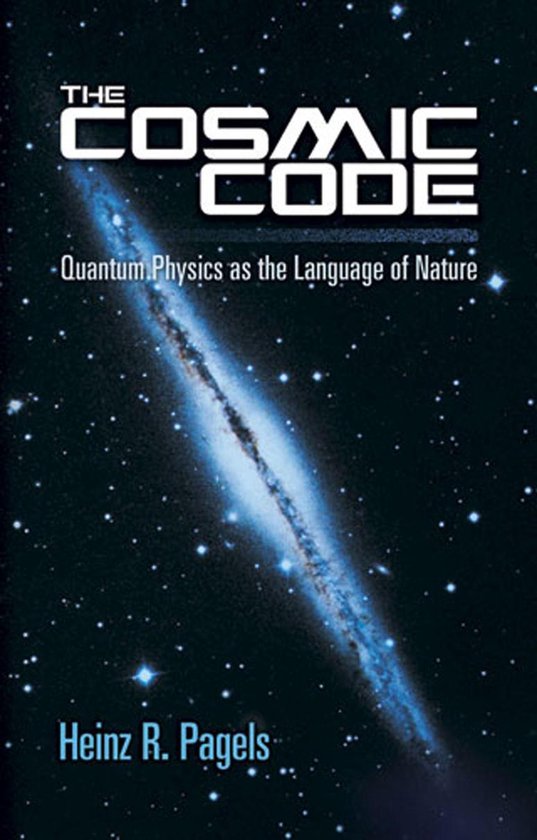 THE
COSMIC
CODE
Quantum Physics as the Language of Nature
Heinz R. Pagels